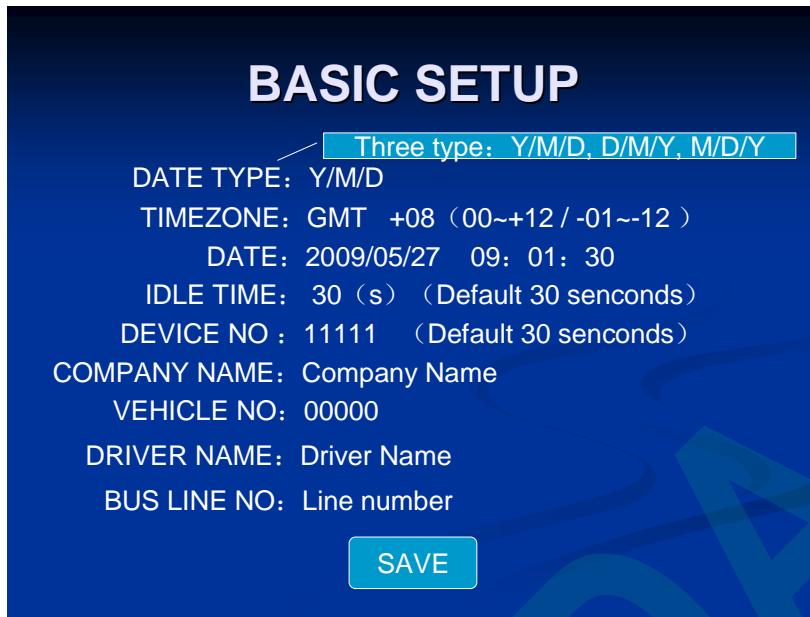 BASIC SETUP
Three type：Y/M/D, D/M/Y, M/D/Y
DATE TYPE：Y/M/D
TIMEZONE：GMT +08（00~+12 / -01~-12 ）
DATE：2009/05/27 09：01：30
IDLE TIME： 30（s）（Default 30 senconds）
DEVICE NO ：11111 （Default 30 senconds）
COMPANY NAME：Company Name
VEHICLE NO：00000
DRIVER NAME：Driver Name
BUS LINE NO：Line number
SAVE